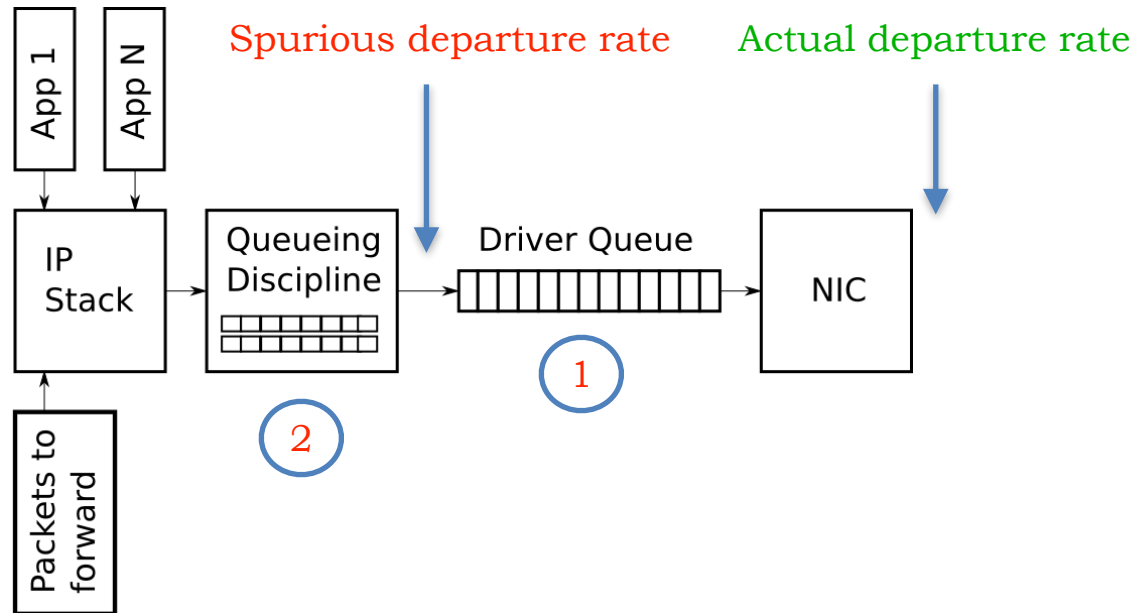 App 1
App N
Spurious departure rate
Actual departure rate
IP
Stack
Queueing
Discipline
Driver Queue
NIC
1
2
Packets to
forward